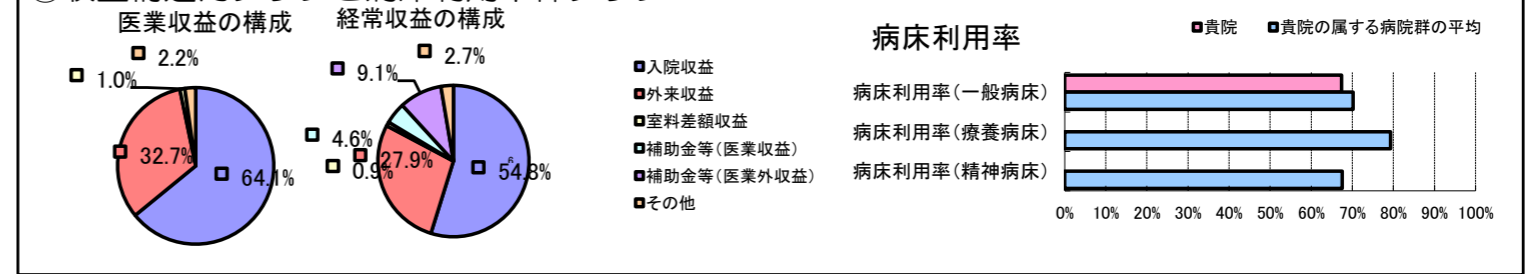 医業収益の構成
2.2%
1.0%
32.7%
64.1%
経常収益の構成
2.7%
9.1%
4.6%
0.9%
27.9%
54.8%
入院収益
外来収益
室料差額収益
補助金等(医業収益)
補助金等(医業外収益)
その他
病床利用率
貴院 貴院の属する病院群の平均
病床利用率(一般病床)
病床利用率(療養病床)
病床利用率(精神病床)
0% 10% 20% 30% 40% 50% 60% 70% 80% 90% 100%